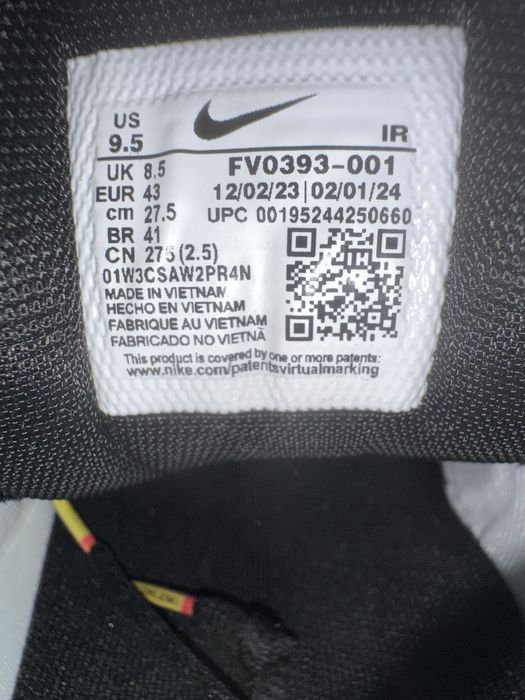 US
9.5
IR
UK 8.5
EUR 43
cm 27.5
BR 41
CN 275 (2.5)
FV0393-001
12/02/23 | 02/01/24
UPC 00195244250660
01W3CSAW2PR4N
MADE IN VIETNAM
HECHO EN VIETNAM
FABRIQUE AU VIETNAM
FABRICADO NO VIETNÃ
This product is covered by one or more patents:
www.nike.com/patentsvirtualmarking